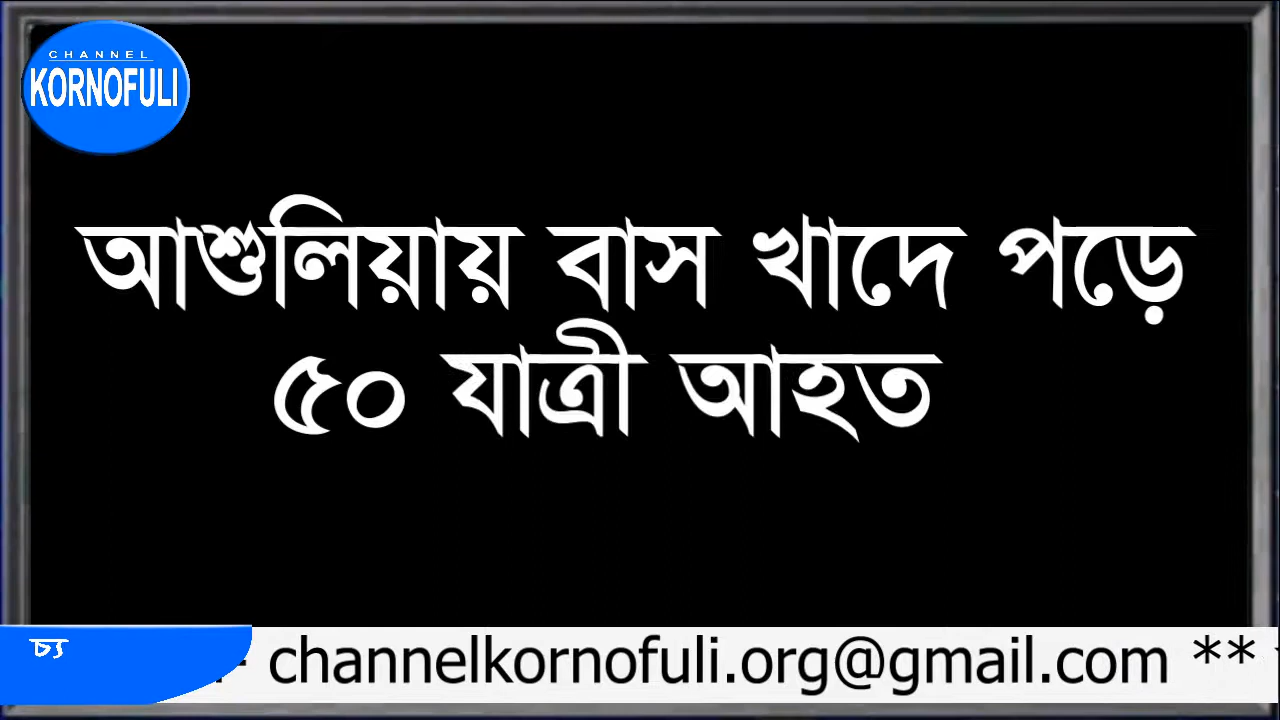 CHANNEL
KORNOFULI
আশুলিয়ায় বাস খাদে পড়ে
৫০ যাত্রী আহত
চ্য
channelkornofuli.org@gmail.com **